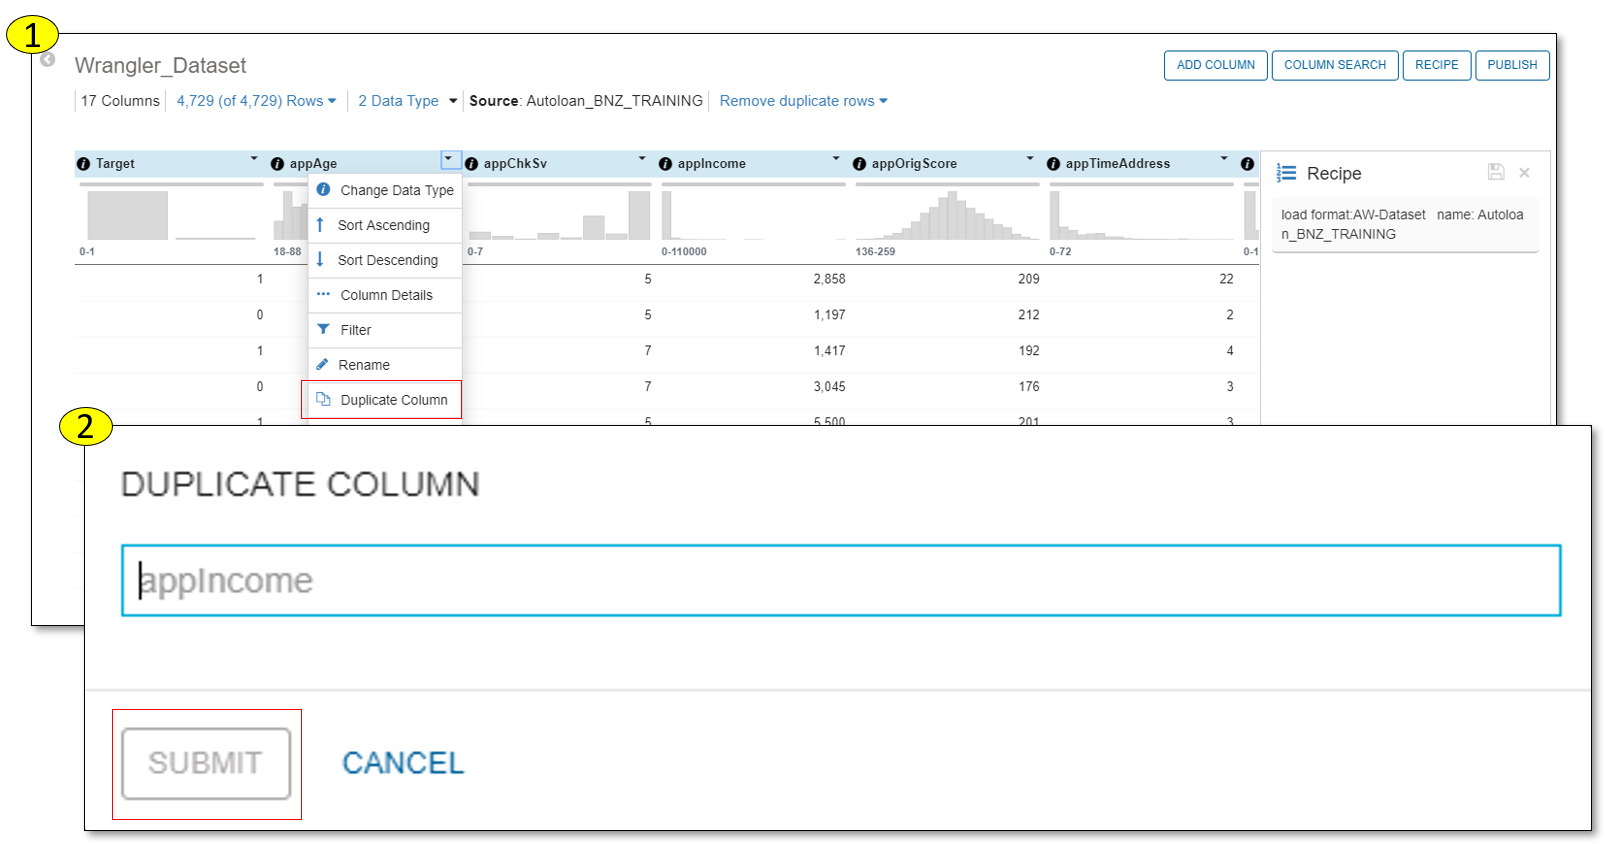 1
Wrangler_Dataset
ADD COLUMN COLUMN SEARCH RECIPE PUBLISH
17 Columns 4,729 (of 4,729) Rows 2 Data Type Source: Autoloan_BNZ_TRAINING Remove duplicate rows
Target appAge appChkSv appIncome appOrigScore appTimeAddress
0-1 18-88 0-7 0-110000 136-259 0-72 0-1
1 5 2,858 209 22
0 5 1,197 212 2
1 7 1,417 192 4
0 7 3,045 176 3
1 5 5,500 201 3
Change Data Type
Sort Ascending
Sort Descending
Column Details
Filter
Rename
Duplicate Column
Recipe
load format:AW-Dataset name: Autoloa
n_BNZ_TRAINING
2
DUPLICATE COLUMN
appIncome
SUBMIT CANCEL